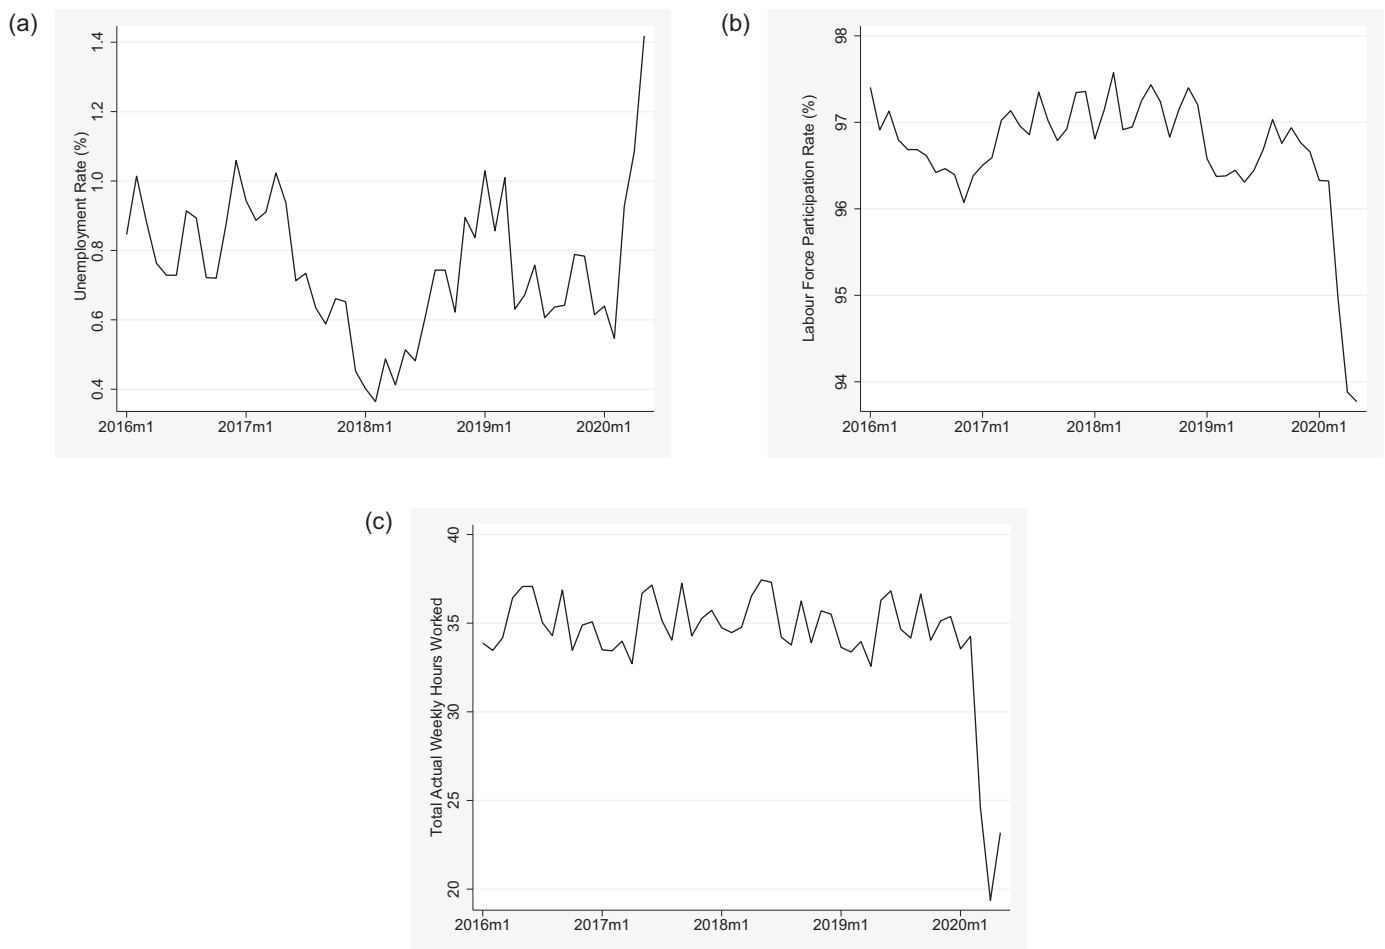 (a)
Unemployment Rate (%)
1.4
1.2
1.0
0.8
0.6
0.4
2016m1 2017m1 2018m1 2019m1 2020m1
(b)
Labour Force Participation Rate (%)
98
97
96
95
94
2016m1 2017m1 2018m1 2019m1 2020m1
(c)
Total Actual Weekly Hours Worked
40
35
30
25
20
2016m1 2017m1 2018m1 2019m1 2020m1